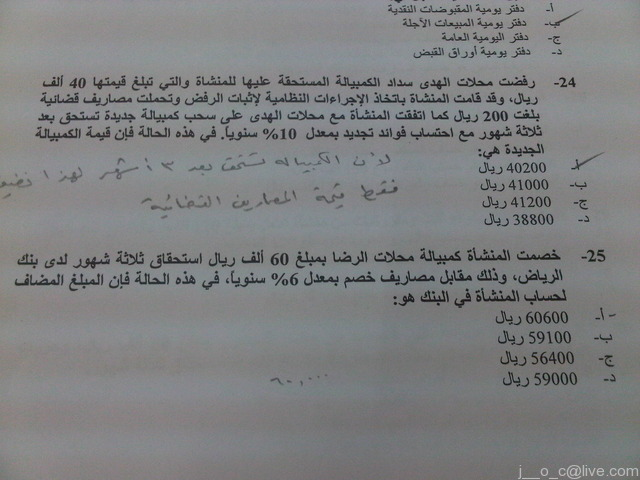 أ- دفتر يومية المقبوضات النقدية
ب- دفتر يومية المبيعات الآجلة
ج- دفتر اليومية العامة
د- دفتر يومية أوراق القبض
24- رفضت محلات الهدى سداد الكمبيالة المستحقة عليها للمنشاة والتي تبلغ قيمتها 40 ألف
ريال، وقد قامت المنشاة باتخاذ الإجراءات النظامية لإثبات الرفض وتحملت مصاريف قضائية
بلغت 200 ريال كما اتفقت المنشاة مع محلات الهدى على سحب كمبيالة جديدة تستحق بعد
ثلاثة شهور مع احتساب فوائد تجديد بمعدل 10% سنوياً. في هذه الحالة فإن قيمة الكمبيالة
الجديدة هي:
أ- 40200 ريال
لأن الكمبياله تستحق بعد ٣ أشهر لهذا نضيف
ب- 41000 ريال
فقط قيمة المصاريف القضائية
ج- 41200 ريال
د- 38800 ريال
25- خصمت المنشاة كمبيالة محلات الرضا بمبلغ 60 ألف ريال استحقاق ثلاثة شهور لدى بنك
الرياض، وذلك مقابل مصاريف خصم بمعدل 6% سنوياً، في هذه الحالة فإن المبلغ المضاف
لحساب المنشاة في البنك هو:
أ- 60600 ريال
ب- 59100 ريال
ج- 56400 ريال
د- 59000 ريال
٦٠,٠٠٠
j__o_c@live.com